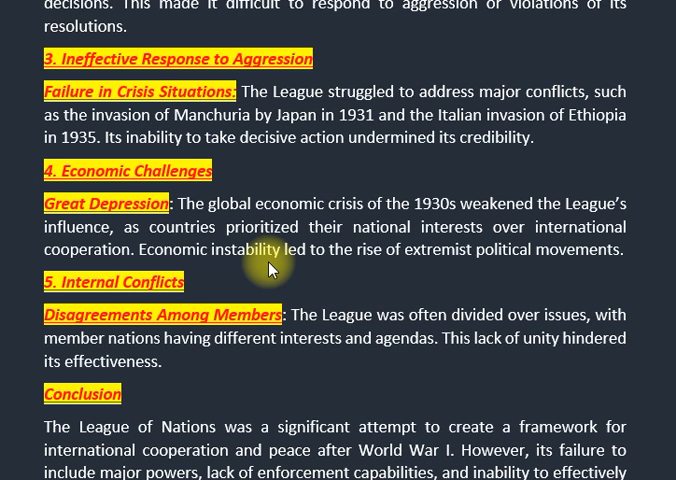 decisions. This made it difficult to respond to aggression or violations of its
resolutions.
3. Ineffective Response to Aggression
Failure in Crisis Situations: The League struggled to address major conflicts, such
as the invasion of Manchuria by Japan in 1931 and the Italian invasion of Ethiopia
in 1935. Its inability to take decisive action undermined its credibility.
4. Economic Challenges
Great Depression: The global economic crisis of the 1930s weakened the League's
influence, as countries prioritized their national interests over international
cooperation. Economic instability led to the rise of extremist political movements.
5. Internal Conflicts
Disagreements Among Members: The League was often divided over issues, with
member nations having different interests and agendas. This lack of unity hindered
its effectiveness.
Conclusion
The League of Nations was a significant attempt to create a framework for
international cooperation and peace after World War I. However, its failure to
include major powers, lack of enforcement capabilities, and inability to effectively